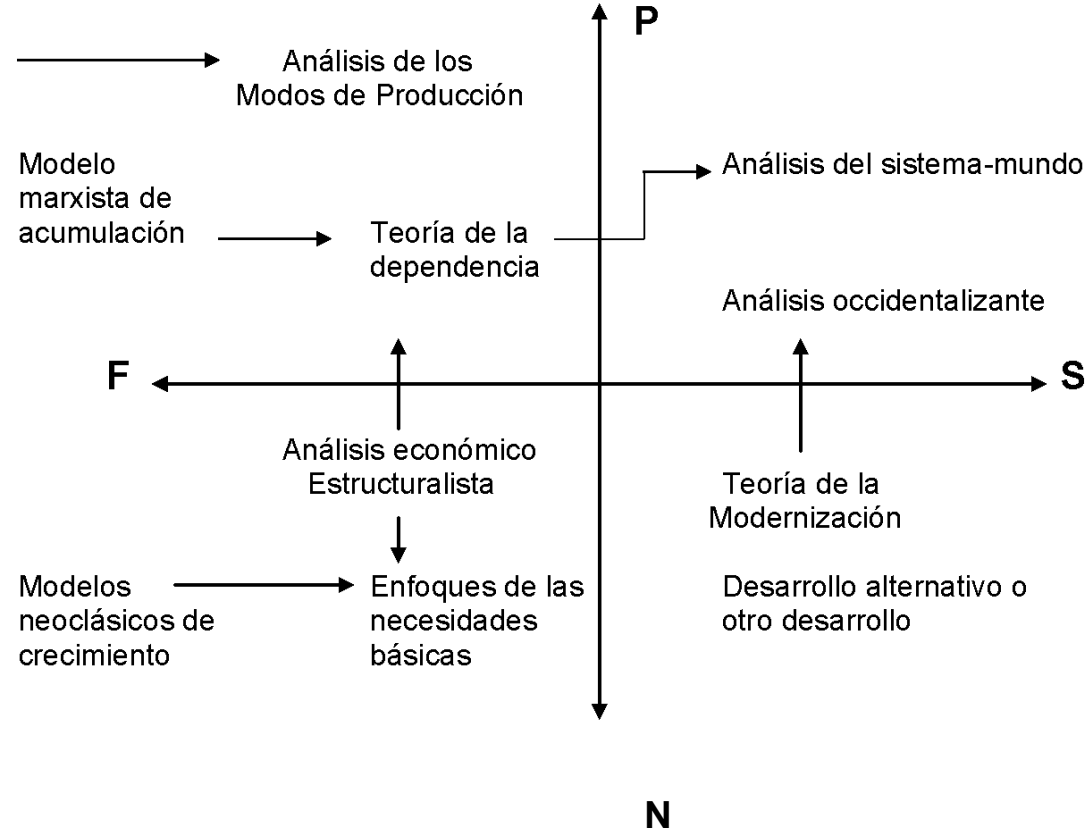 P
Análisis de los
Modos de Producción
Modelo
marxista de
acumulación
Teoría de la
dependencia
Análisis del sistema-mundo
Análisis occidentalizante
F
S
Análisis económico
Estructuralista
Teoría de la
Modernización
Modelos
neoclásicos de
crecimiento
Enfoques de las
necesidades
básicas
Desarrollo alternativo o
otro desarrollo
N